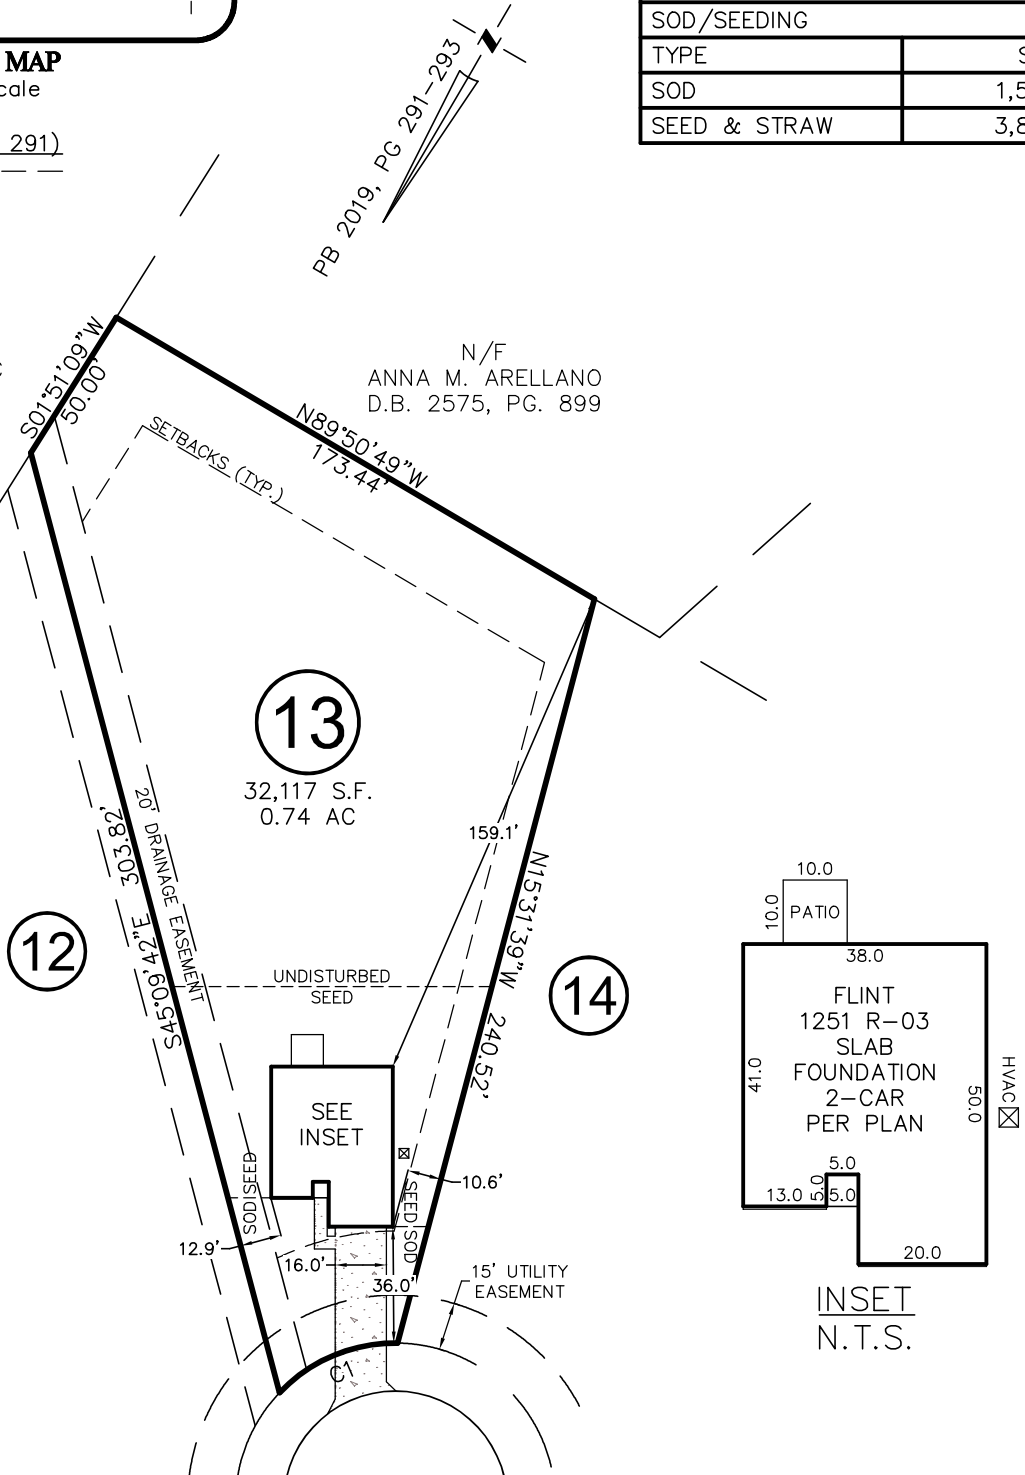 MAP
291)
SOD/SEEDING
TYPE
SOD
SEED & STRAW
PB 2019, PG 291-293
N/F
ANNA M. ARELLANO
D.B. 2575, PG. 899
S01°51'09"W
50.00'
N89°50'49"W
173.44'
SETBACKS (TYP.)
13
32,117 S.F.
0.74 AC
159.1'
20' DRAINAGE EASEMENT
S45°09'42"E 303.82'
N15°31'39"W 240.52'
12
14
UNDISTURBED
SEED
SEE
INSET
SOD
SEED
SEED
SOD
10.6'
12.9'
16.0'
36.0'
15' UTILITY
EASEMENT
C1
10.0
10.0
PATIO
38.0
FLINT
1251 R-03
SLAB
FOUNDATION
2-CAR
PER PLAN
41.0
50.0
HVAC
5.0
5.0
5.0
13.0
20.0
INSET
N.T.S.